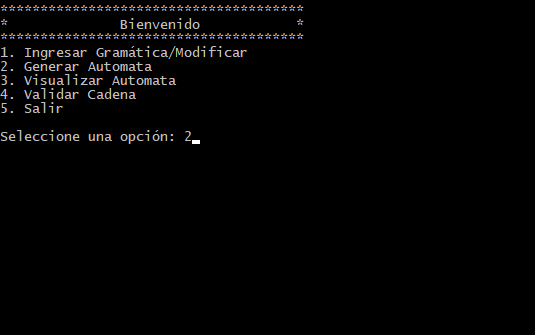 **************************************
* Bienvenido *
**************************************
1. Ingresar Gramática/Modificar
2. Generar Automata
3. Visualizar Automata
4. Validar Cadena
5. Salir
Seleccione una opción: 2